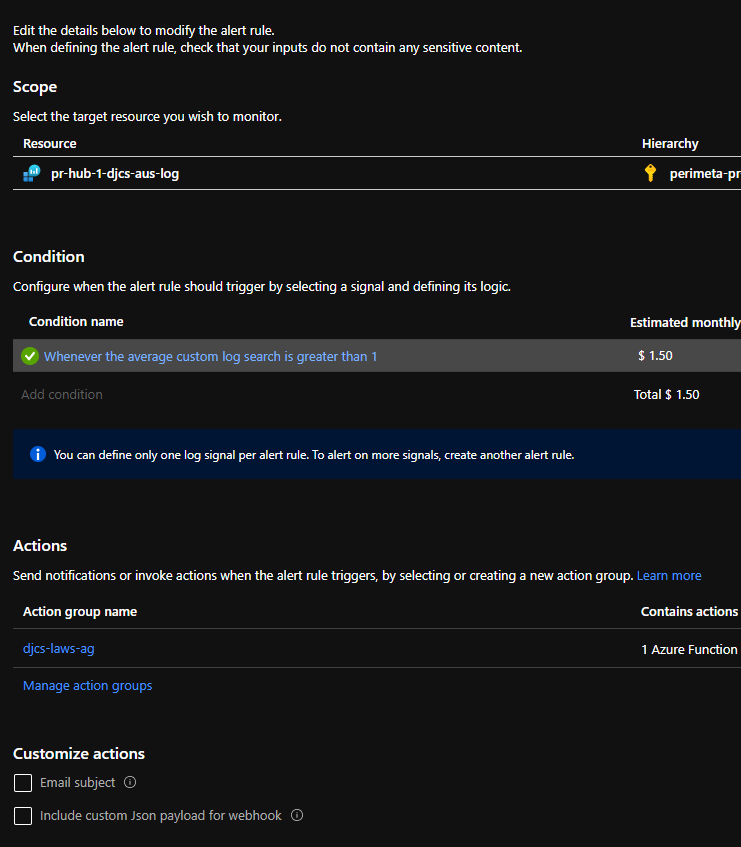 Edit the details below to modify the alert rule.
When defining the alert rule, check that your inputs do not contain any sensitive content.
Scope
Select the target resource you wish to monitor.
Resource Hierarchy
pr-hub-1-djcs-aus-log perimeta-pr
Condition
Configure when the alert rule should trigger by selecting a signal and defining its logic.
Condition name Estimated monthly
Whenever the average custom log search is greater than 1 $ 1.50
Add condition Total $ 1.50
You can define only one log signal per alert rule. To alert on more signals, create another alert rule.
Actions
Send notifications or invoke actions when the alert rule triggers, by selecting or creating a new action group. Learn more
Action group name Contains actions
djcs-laws-ag 1 Azure Function
Manage action groups
Customize actions
Email subject
Include custom Json payload for webhook